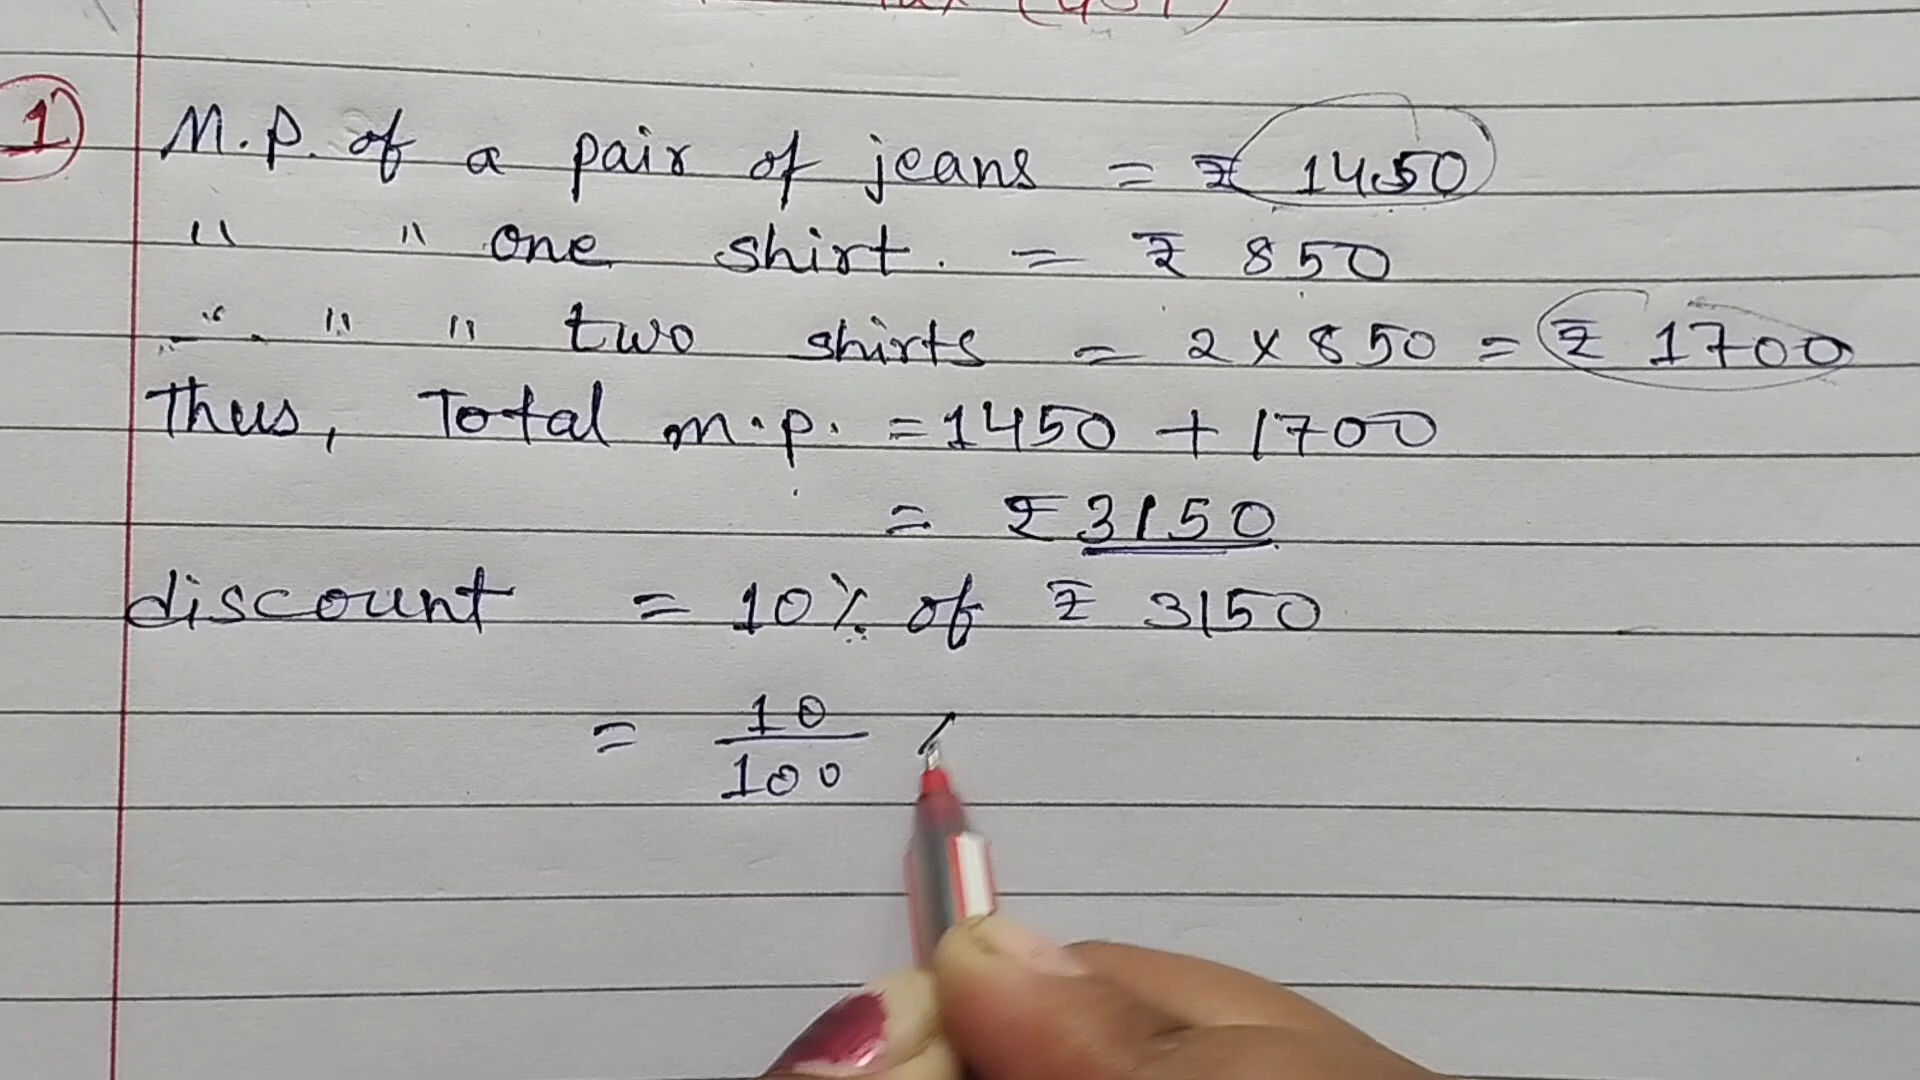 (GST)
1 M.P. of a pair of jeans = ₹ 1450
" " one shirt. = ₹ 850
" " " two shirts = 2 × 850 = ₹ 1700
Thus, Total m.p. = 1450 + 1700
= ₹ 3150
discount = 10% of ₹ 3150
= 10/100